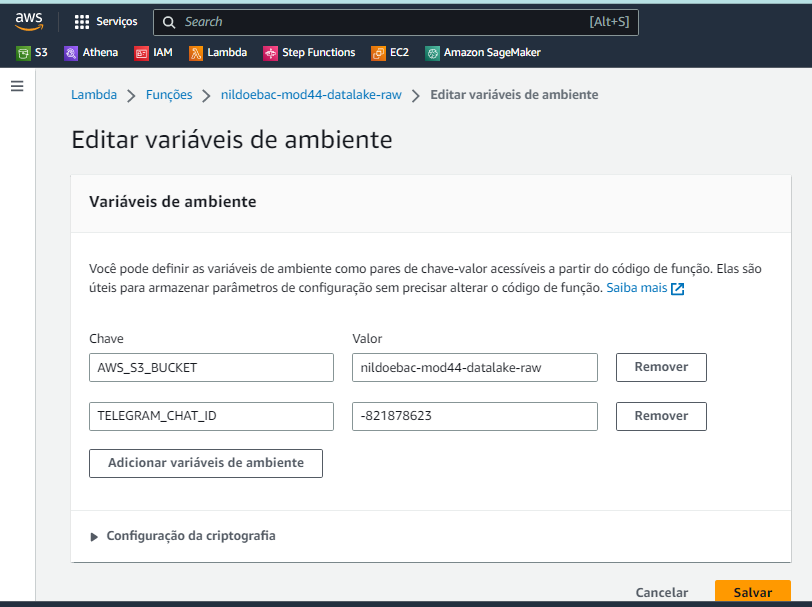 aws Serviços Search [Alt+S]
S3 Athena IAM Lambda Step Functions EC2 Amazon SageMaker
Lambda > Funções > nildoebac-mod44-datalake-raw > Editar variáveis de ambiente
Editar variáveis de ambiente
Variáveis de ambiente
Você pode definir as variáveis de ambiente como pares de chave-valor acessíveis a partir do código de função. Elas são
úteis para armazenar parâmetros de configuração sem precisar alterar o código de função. Saiba mais
Chave Valor
AWS_S3_BUCKET nildoebac-mod44-datalake-raw Remover
TELEGRAM_CHAT_ID -821878623 Remover
Adicionar variáveis de ambiente
Configuração da criptografia
Cancelar Salvar